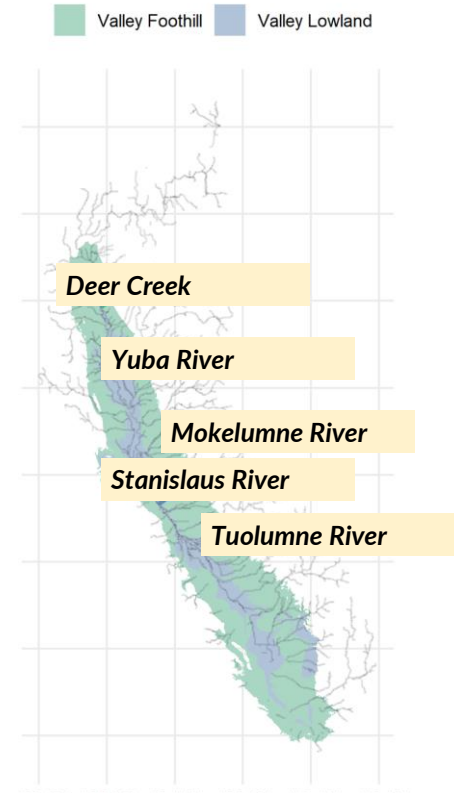 Valley Foothill Valley Lowland
Deer Creek
Yuba River
Mokelumne River
Stanislaus River
Tuolumne River